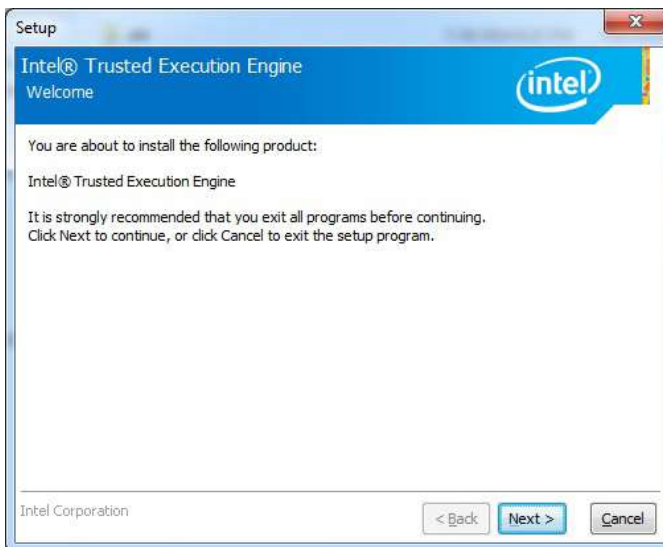 Setup
Intel® Trusted Execution Engine
Welcome
intel
You are about to install the following product:
Intel® Trusted Execution Engine
It is strongly recommended that you exit all programs before continuing.
Click Next to continue, or click Cancel to exit the setup program.
Intel Corporation
< Back Next > Cancel